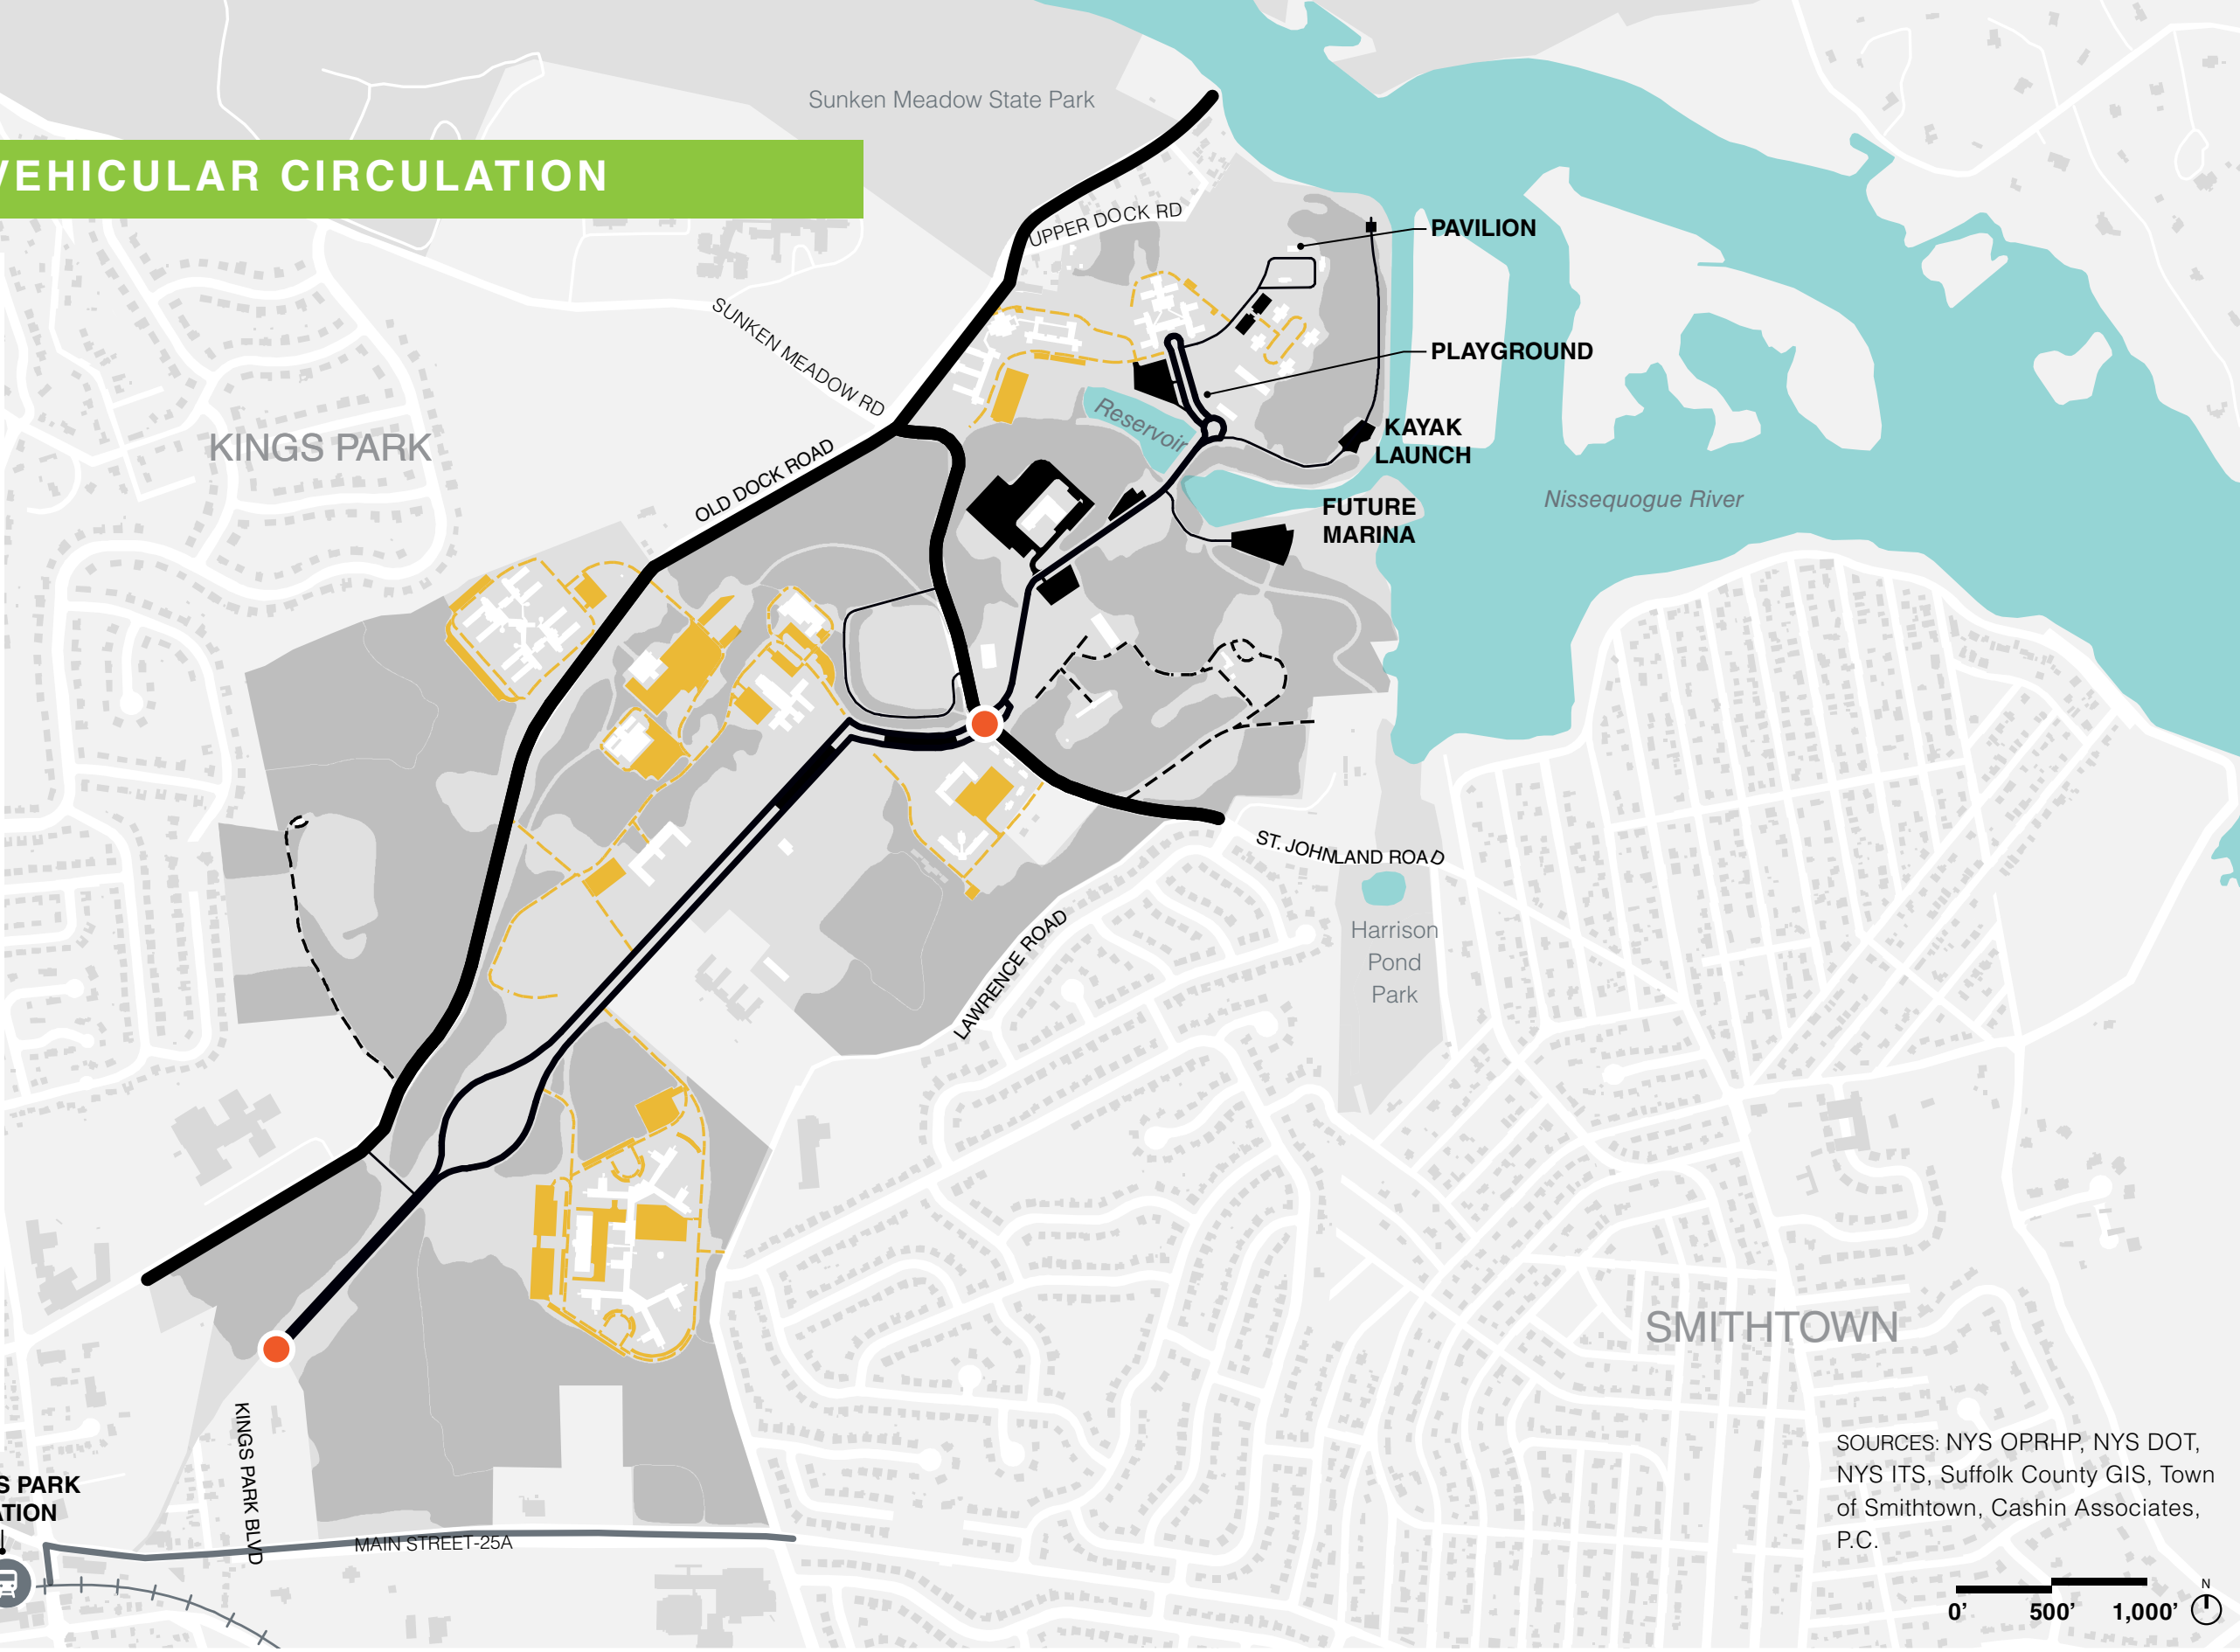 Sunken Meadow State Park
VEHICULAR CIRCULATION
UPPER DOCK RD
PAVILION
SUNKEN MEADOW RD
PLAYGROUND
Reservoir
KINGS PARK
KAYAK
LAUNCH
OLD DOCK ROAD
Nissequogue River
FUTURE
MARINA
ST. JOHNLAND ROAD
LAWRENCE ROAD
Harrison
Pond
Park
SMITHTOWN
KINGS PARK BLVD
SOURCES: NYS OPRHP, NYS DOT,
NYS ITS, Suffolk County GIS, Town
of Smithtown, Cashin Associates,
P.C.
S PARK
ATION
MAIN STREET-25A
N
0' 500' 1,000'